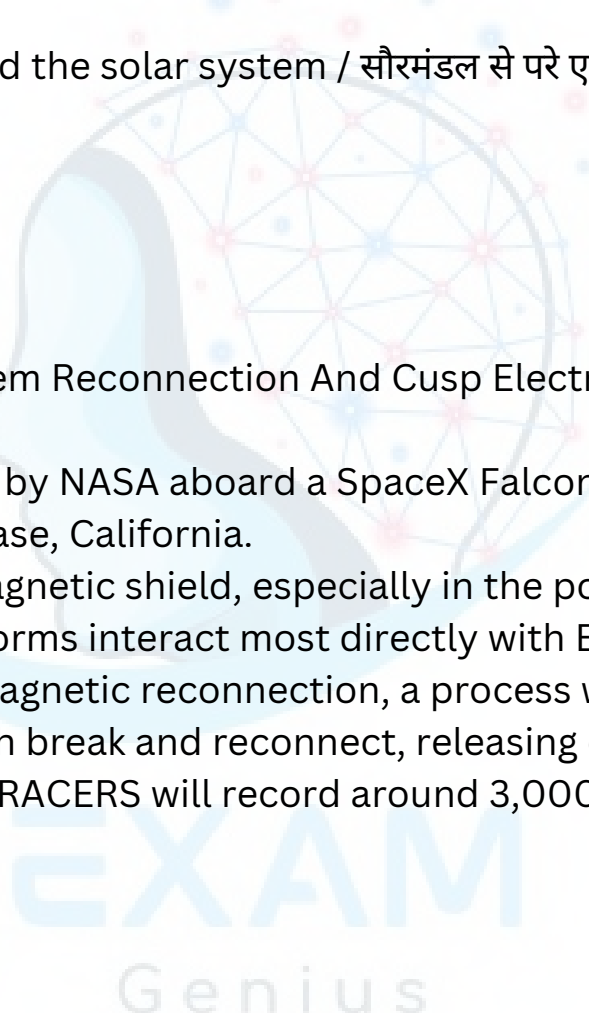 d the solar system / सौरमंडल से परे ए
em Reconnection And Cusp Electr
by NASA aboard a SpaceX Falcon
ase, California.
agnetic shield, especially in the po
orms interact most directly with E
agnetic reconnection, a process w
n break and reconnect, releasing
RACERS will record around 3,000
EXAM
Genius